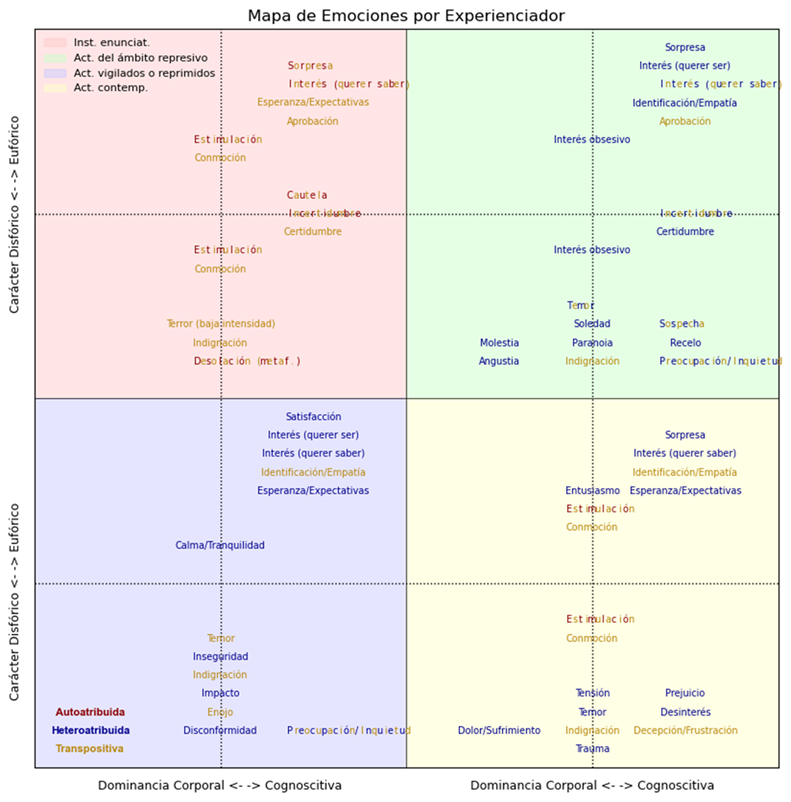 Mapa de Emociones por Experienciador
Inst. enunciat.
Act. del ámbito represivo
Act. vigilados o reprimidos
Act. contemp.
Sorpresa
Interés (querer saber)
Esperanza/Expectativas
Aprobación
Estimulación
Conmoción
Cautela
Incertidumbre
Certidumbre
Estimulación
Conmoción
Terror (baja intensidad)
Indignación
Desolación (metaf.)
Sorpresa
Interés (querer ser)
Interés (querer saber)
Identificación/Empatía
Aprobación
Interés obsesivo
Incertidumbre
Certidumbre
Interés obsesivo
Temor
Soledad
Sospecha
Molestia
Paranoia
Recelo
Angustia
Indignación
Preocupación/Inquietud
Carácter Disfórico <- -> Eufórico
Satisfacción
Interés (querer ser)
Interés (querer saber)
Identificación/Empatía
Esperanza/Expectativas
Calma/Tranquilidad
Temor
Inseguridad
Indignación
Impacto
Enojo
Disconformidad
Preocupación/Inquietud
Autoatribuida
Heteroatribuida
Transpositiva
Sorpresa
Interés (querer saber)
Identificación/Empatía
Entusiasmo
Esperanza/Expectativas
Estimulación
Conmoción
Estimulación
Conmoción
Tensión
Prejuicio
Temor
Desinterés
Dolor/Sufrimiento
Indignación
Decepción/Frustración
Trauma
Carácter Disfórico <- -> Eufórico
Dominancia Corporal <- -> Cognoscitiva
Dominancia Corporal <- -> Cognoscitiva